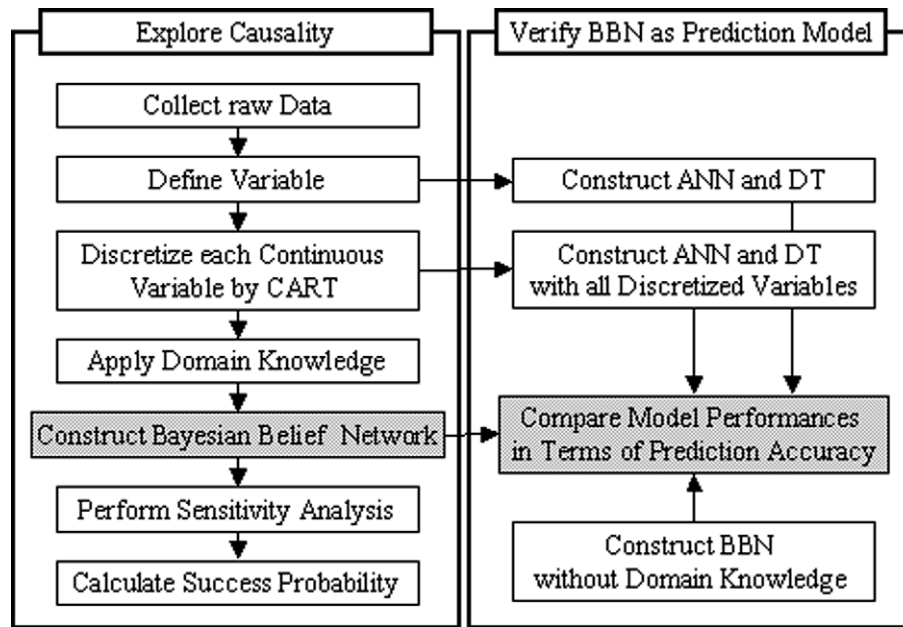 Explore Causality
Collect raw Data
Define Variable
Discretize each Continuous
Variable by CART
Apply Domain Knowledge
Construct Bayesian Belief Network
Perform Sensitivity Analysis
Calculate Success Probability
Verify BBN as Prediction Model
Construct ANN and DT
Construct ANN and DT
with all Discretized Variables
Compare Model Performances
in Terms of Prediction Accuracy
Construct BBN
without Domain Knowledge